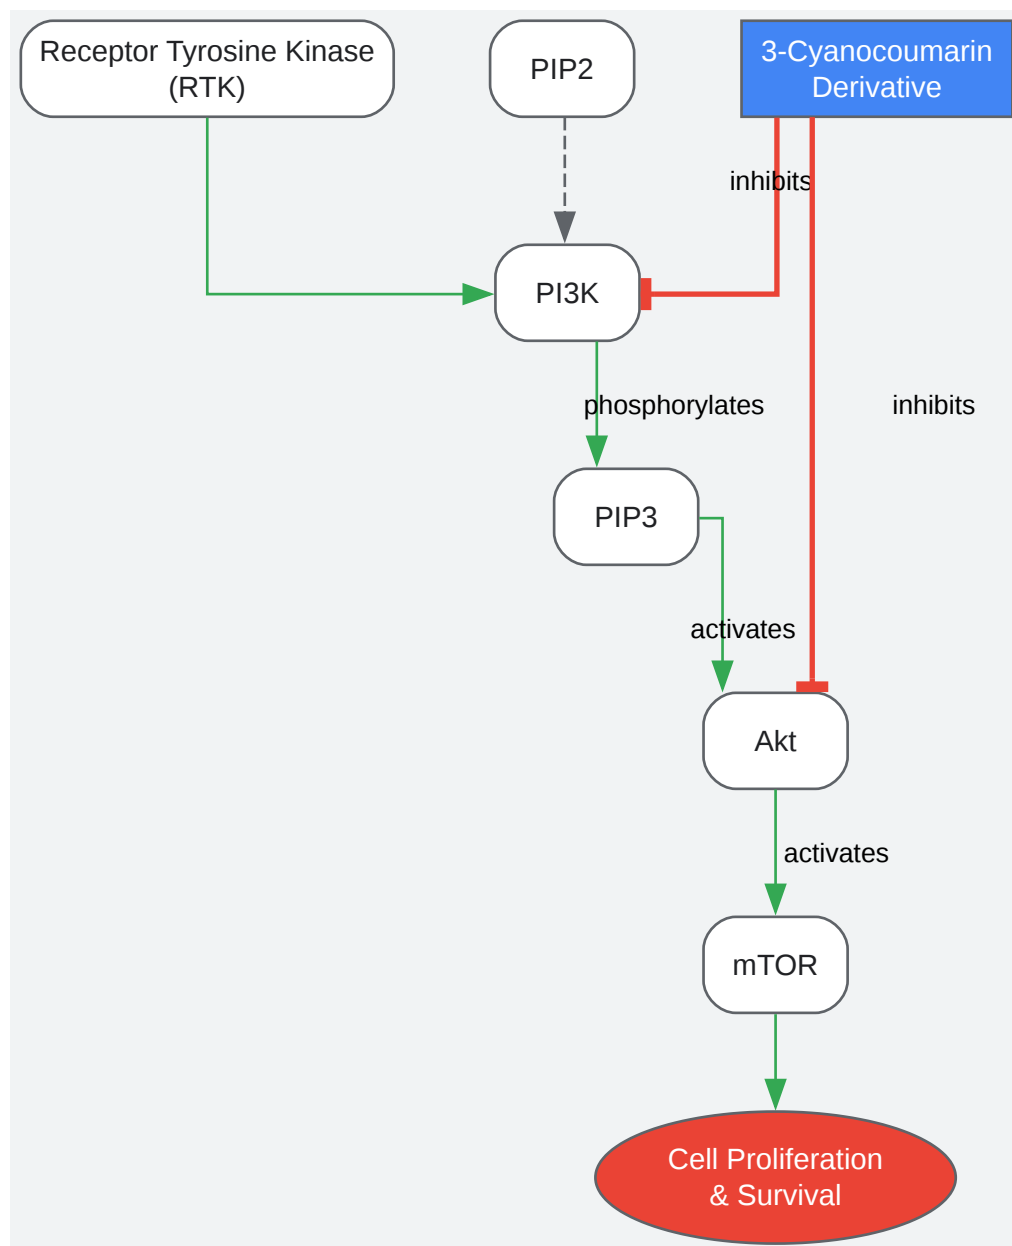 Receptor Tyrosine Kinase
(RTK)
PIP2
3-Cyanocoumarin
Derivative
inhibits
PI3K
phosphorylates
inhibits
PIP3
activates
Akt
activates
mTOR
Cell Proliferation
& Survival